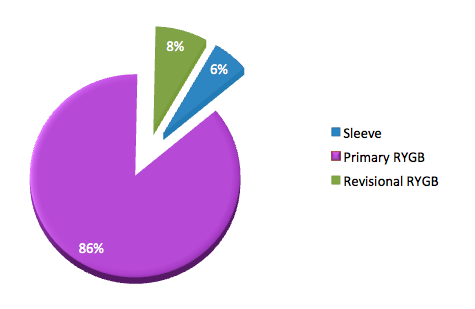 8%
6%
Sleeve
Primary RYGB
Revisional RYGB
86%